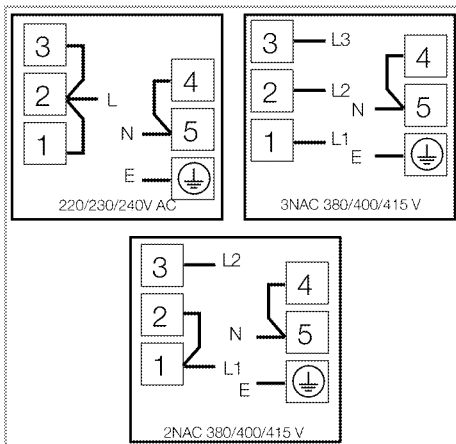 3
2 L
1
4
N 5
E
220/230/240V AC
3 L3
2 L2
1 L1
4
N 5
E
3NAC 380/400/415 V
3 L2
2
1 L1
4
N 5
E
2NAC 380/400/415 V